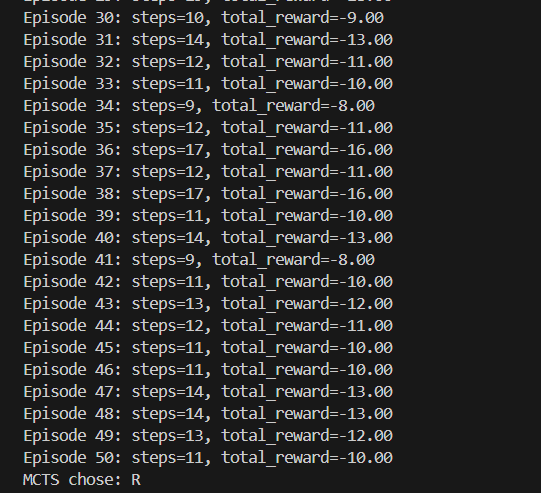 Episode 30: steps=10, total_reward=-9.00
Episode 31: steps=14, total_reward=-13.00
Episode 32: steps=12, total_reward=-11.00
Episode 33: steps=11, total_reward=-10.00
Episode 34: steps=9, total_reward=-8.00
Episode 35: steps=12, total_reward=-11.00
Episode 36: steps=17, total_reward=-16.00
Episode 37: steps=12, total_reward=-11.00
Episode 38: steps=17, total_reward=-16.00
Episode 39: steps=11, total_reward=-10.00
Episode 40: steps=14, total_reward=-13.00
Episode 41: steps=9, total_reward=-8.00
Episode 42: steps=11, total_reward=-10.00
Episode 43: steps=13, total_reward=-12.00
Episode 44: steps=12, total_reward=-11.00
Episode 45: steps=11, total_reward=-10.00
Episode 46: steps=11, total_reward=-10.00
Episode 47: steps=14, total_reward=-13.00
Episode 48: steps=14, total_reward=-13.00
Episode 49: steps=13, total_reward=-12.00
Episode 50: steps=11, total_reward=-10.00
MCTS chose: R